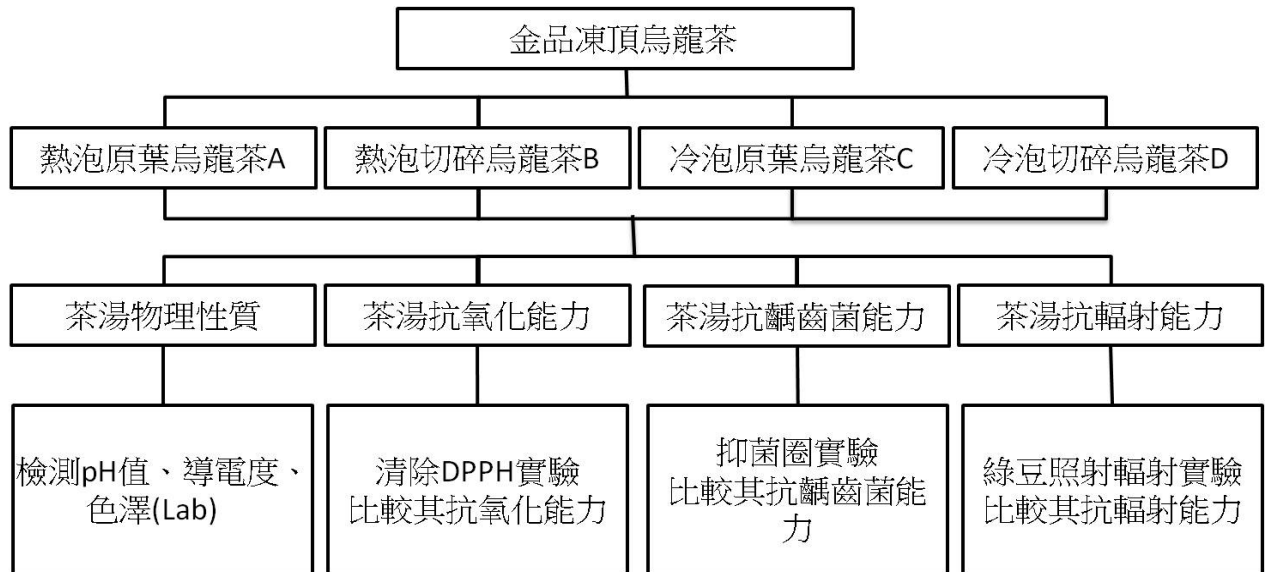 金品凍頂烏龍茶
熱泡原葉烏龍茶A
熱泡切碎烏龍茶B
冷泡原葉烏龍茶C
冷泡切碎烏龍茶D
茶湯物理性質
茶湯抗氧化能力
茶湯抗齲齒菌能力
茶湯抗輻射能力
檢測pH值、導電度、
色澤(Lab)
清除DPPH實驗
比較其抗氧化能力
抑菌圈實驗
比較其抗齲齒菌能
力
綠豆照射輻射實驗
比較其抗輻射能力